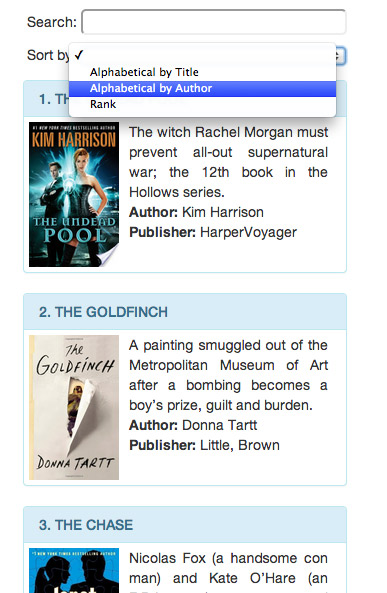 Search:
Sort by ✓
Alphabetical by Title
Alphabetical by Author
Rank
1. TH
#1 NEW YORK TIMES BESTSELLING AUTHOR
KIM HARRISON
THE UNDEAD
POOL
The witch Rachel Morgan must
prevent all-out supernatural
war; the 12th book in the
Hollows series.
Author: Kim Harrison
Publisher: HarperVoyager
2. THE GOLDFINCH
The
GOLDFINCH
DONNA TARTT
A painting smuggled out of the
Metropolitan Museum of Art
after a bombing becomes a
boy's prize, guilt and burden.
Author: Donna Tartt
Publisher: Little, Brown
3. THE CHASE
#1 NEW YORK TIMES BESTSELLING AUTHOR
Nicolas Fox (a handsome con
man) and Kate O'Hare (an